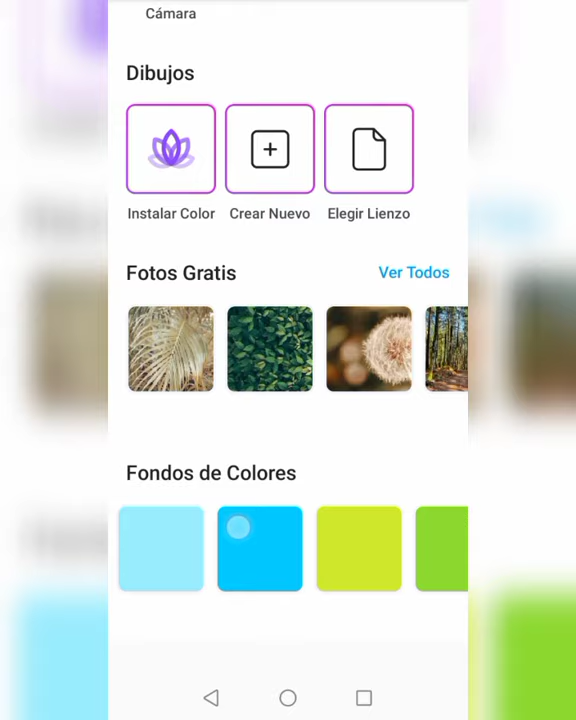 Cámara
Dibujos
Instalar Color
Crear Nuevo
Elegir Lienzo
Fotos Gratis
Ver Todos
Fondos de Colores